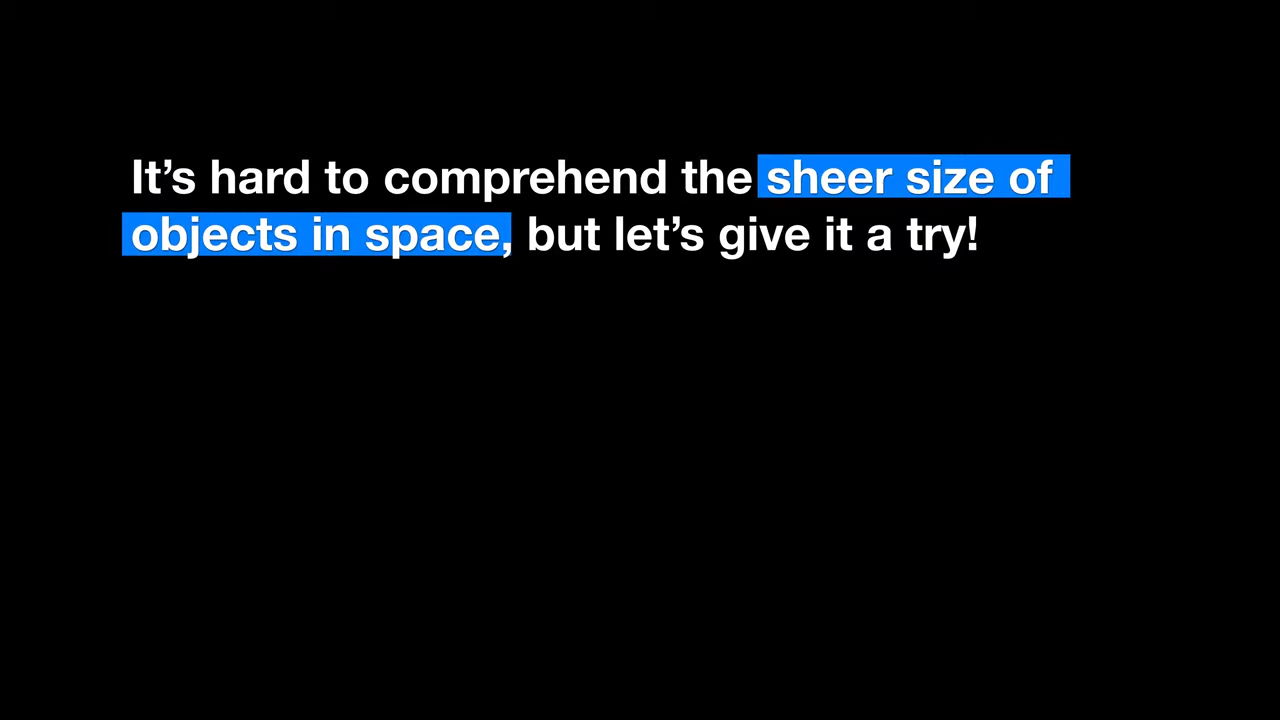 It’s hard to comprehend the sheer size of
objects in space, but let’s give it a try!